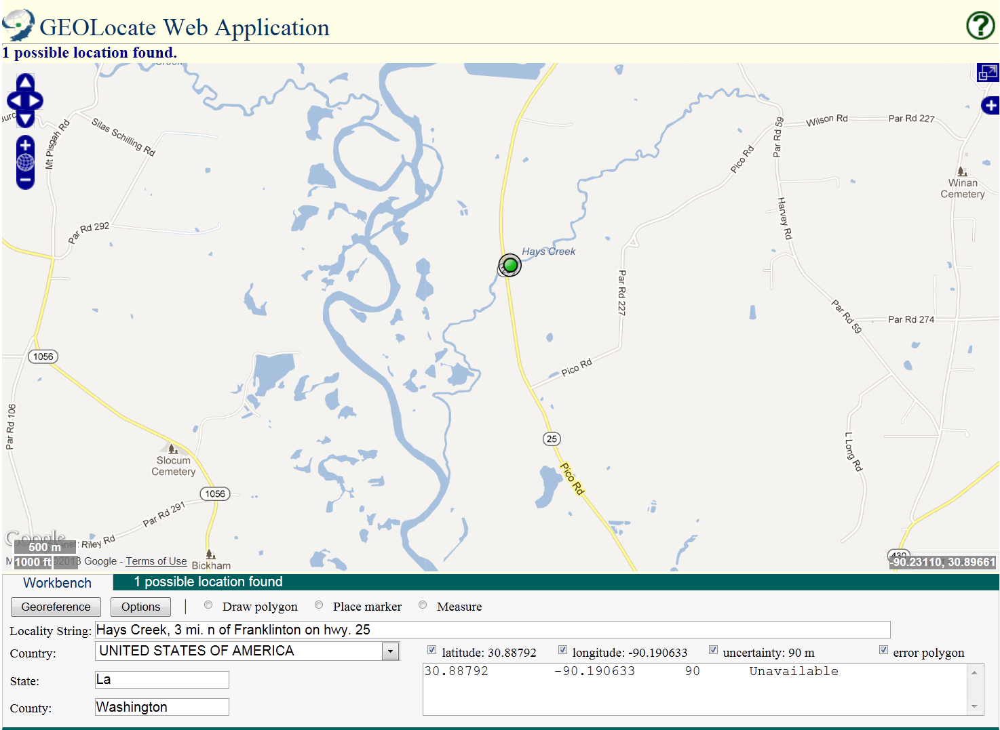 GEOLocate Web Application
?
1 possible location found.
Creek
Silas Schilling Rd
Mt Pisgah Rd
Par Rd 59
Wilson Rd
Par Rd 227
Pico Rd
Winan
Cemetery
Par Rd 292
Harvey Rd
Hays Creek
Par Rd 227
Par Rd 59
Par Rd 274
1056
Pico Rd
Par Rd 106
25
L Long Rd
Slocum
Cemetery
Pico Rd
1056
Par Rd 291
Google
Riley Rd
500 m
1000 ft
2013 Google - Terms of Use
Bickham
430
-90.23110, 30.89661
Workbench
1 possible location found
Georeference
Options
Draw polygon
Place marker
Measure
Locality String: Hays Creek, 3 mi. n of Franklinton on hwy. 25
Country: UNITED STATES OF AMERICA
latitude: 30.88792
longitude: -90.190633
uncertainty: 90 m
error polygon
30.88792 -90.190633 90 Unavailable
State: La
County: Washington